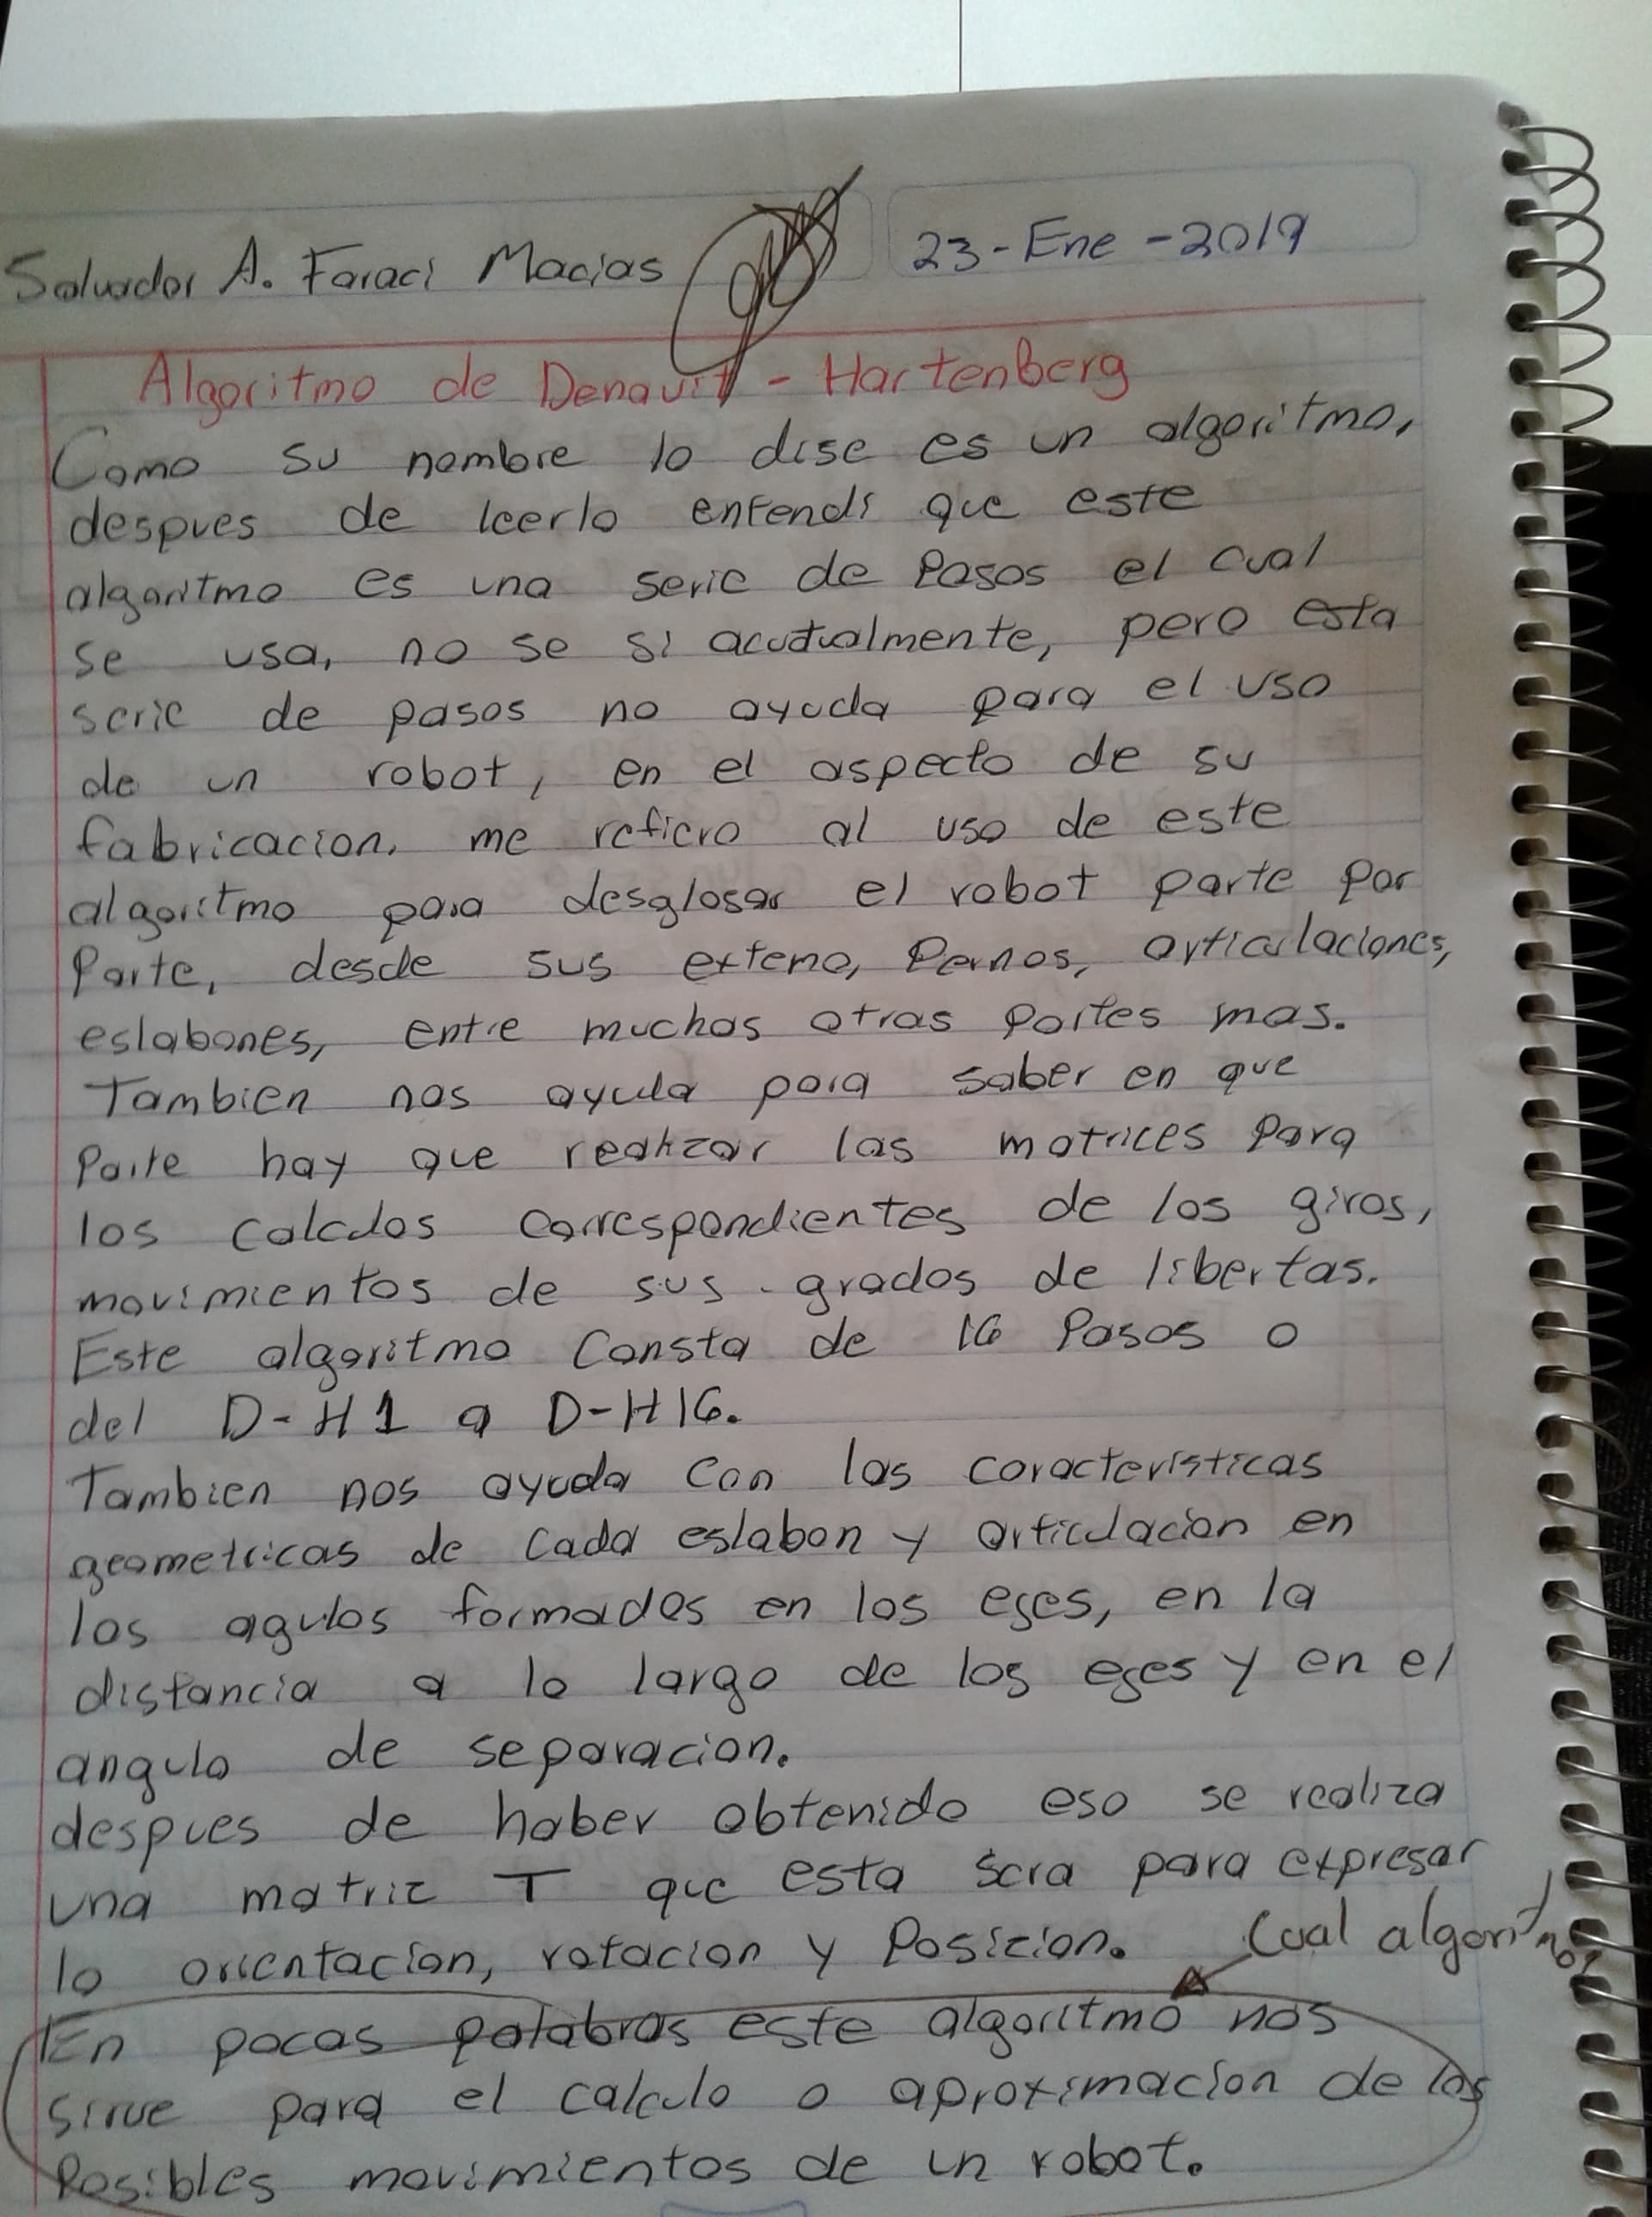 Salvador A. Faraci Macias
23-Ene-2019
Algoritmo de Denavit - Hartenberg
Como su nombre lo dise es un algoritmo,
despues de leerlo entendi que este
algoritmo es una serie de Pasos el cual
se usa, no se si acutualmente, pero esta
serie de pasos no ayuda para el uso
de un robot, en el aspecto de su
fabricacion, me refiero al uso de este
algoritmo para desglosar el robot parte por
Parte, desde sus exteno, Pernos, articulaciones,
eslabones, entre muchas otras partes mas.
Tambien nos ayuda para saber en que
Parte hay que realizar las matrices para
los calculos correspondientes de los giros,
movimientos de sus grados de libertas.
Este algoritmo Consta de 16 Pasos o
del D-H1 a D-H16.
Tambien nos ayuda con las características
geometricas de cada eslabon y articulacion en
los agulos formados en los eges, en la
distancia a lo largo de los eges y en el
angulo de separacion.
despues de haber obtenido eso se realiza
una matriz T que esta sera para expresar
lo orientacion, rotacion y Posicion.
Cual algoritmo?
En pocas palabras este algoritmo nos
sirve para el calculo o aproximacion de los
Posibles movimientos de un robot.